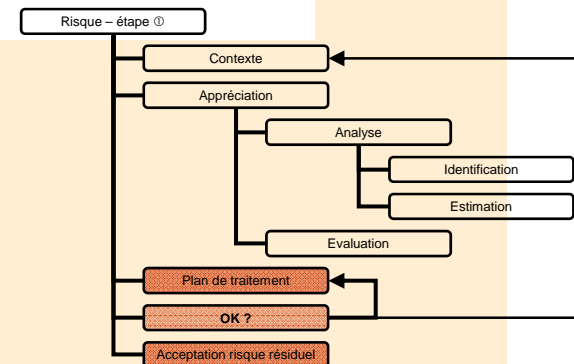 Risque – étape ①
Contexte
Appréciation
Analyse
Identification
Estimation
Evaluation
Plan de traitement
OK ?
Acceptation risque résiduel